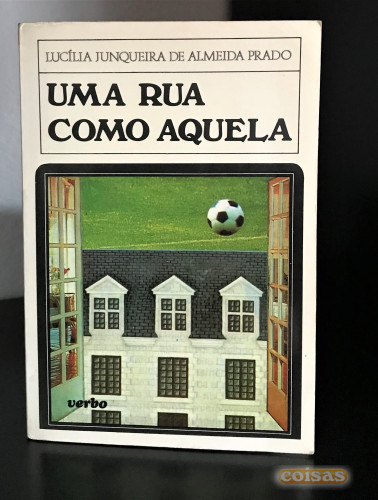 LUCÍLIA JUNQUEIRA DE ALMEIDA PRADO
UMA RUA
COMO AQUELA
verbo
coisas